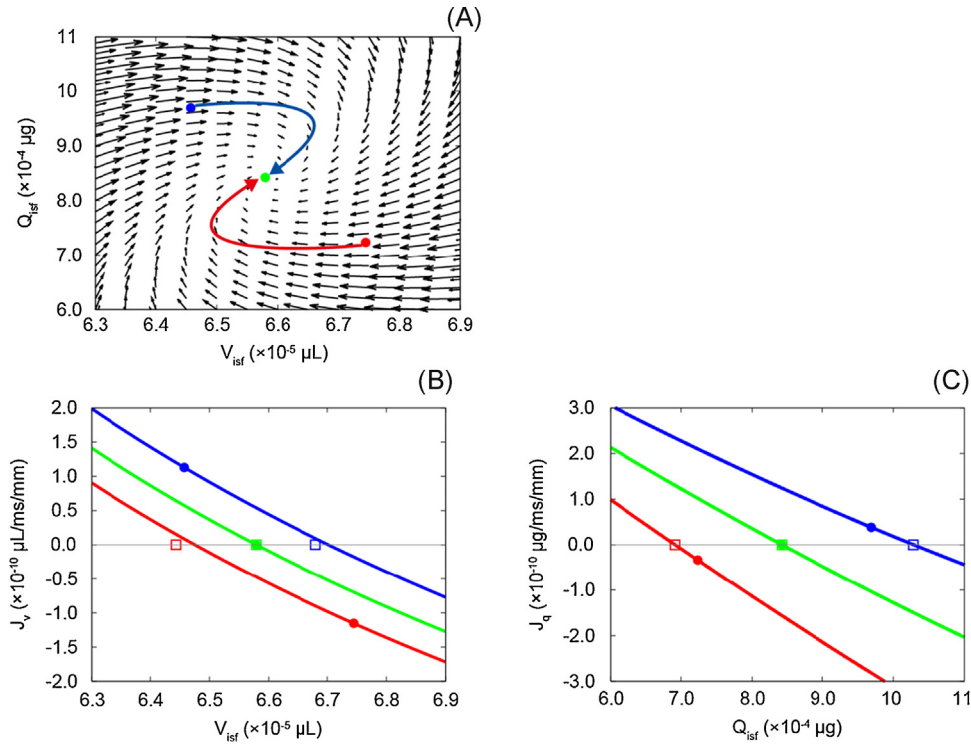 (A)
11
10
9.0
8.0
7.0
6.0
Q_isf (×10⁻⁴ µg)
6.3 6.4 6.5 6.6 6.7 6.8 6.9
V_isf (×10⁻⁵ µL)
(B)
2.0
1.5
1.0
0.5
0.0
-0.5
-1.0
-1.5
-2.0
J_v (×10⁻¹⁰ µL/ms/mm)
6.3 6.4 6.5 6.6 6.7 6.8 6.9
V_isf (×10⁻⁵ µL)
(C)
3.0
2.0
1.0
0.0
-1.0
-2.0
-3.0
J_q (×10⁻¹⁰ µg/ms/mm)
6.0 7.0 8.0 9.0 10 11
Q_isf (×10⁻⁴ µg)